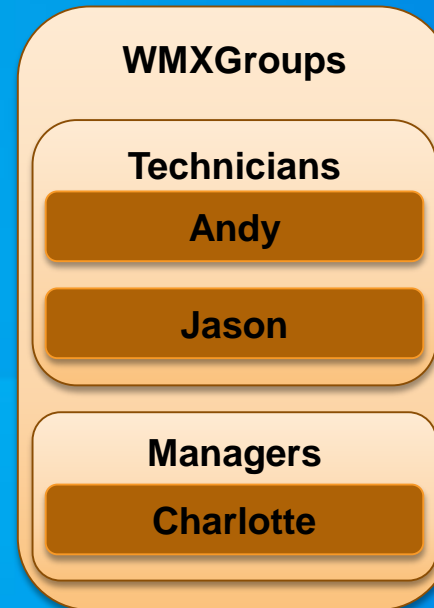 WMXGroups
Technicians
Andy
Jason
Managers
Charlotte